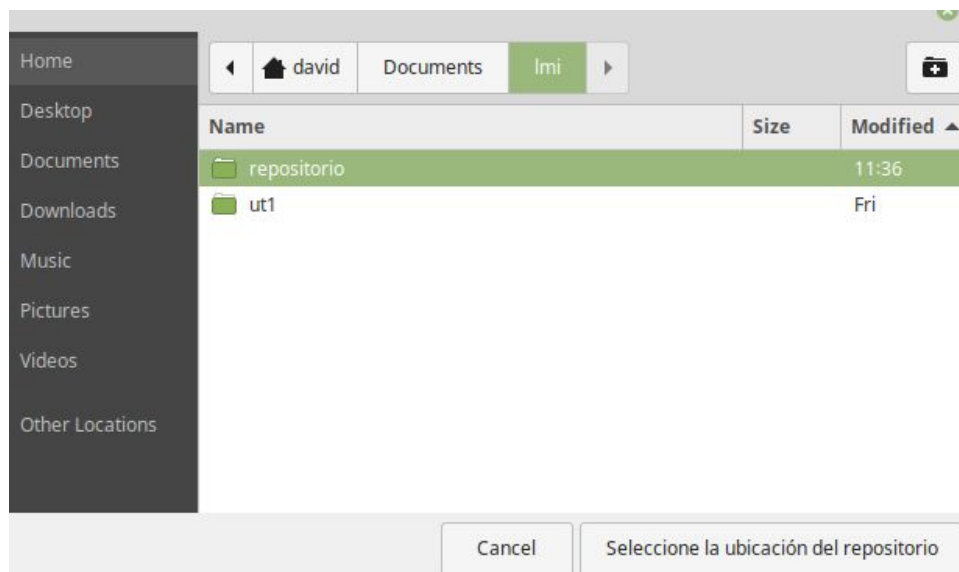 Home
david
Documents
lmi
Desktop
Name
Size
Modified
Documents
repositorio
11:36
Downloads
ut1
Fri
Music
Pictures
Videos
Other Locations
Cancel
Seleccione la ubicación del repositorio